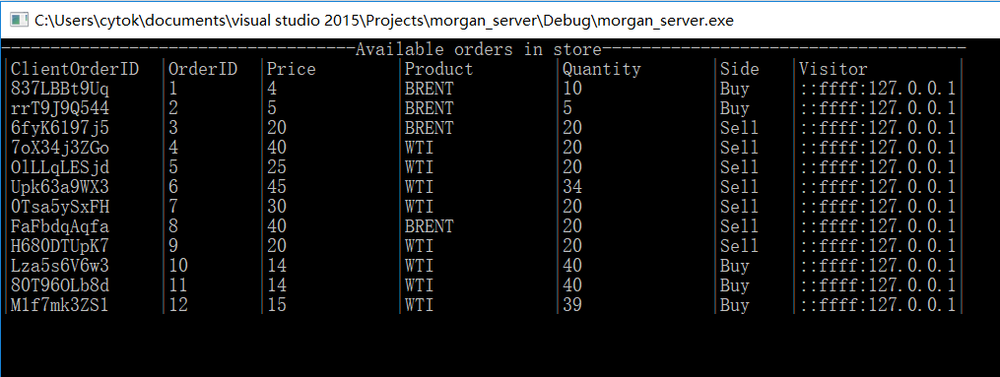 C:\Users\cytok\documents\visual studio 2015\Projects\morgan_server\Debug\morgan_server.exe
------------------------------------Available orders in store-------------------------------------
|ClientOrderID |OrderID |Price |Product |Quantity |Side |Visitor |
|837LBBt9Uq |1 |4 |BRENT |10 |Buy |::ffff:127.0.0.1|
|rrT9J9Q544 |2 |5 |BRENT |5 |Buy |::ffff:127.0.0.1|
|6fyK6197j5 |3 |20 |BRENT |20 |Sell |::ffff:127.0.0.1|
|7oX34j3ZGo |4 |40 |WTI |20 |Sell |::ffff:127.0.0.1|
|OlLLqLESjd |5 |25 |WTI |20 |Sell |::ffff:127.0.0.1|
|Upk63a9WX3 |6 |45 |WTI |34 |Sell |::ffff:127.0.0.1|
|OTsa5ySxFH |7 |30 |WTI |20 |Sell |::ffff:127.0.0.1|
|FaFbdqAqfa |8 |40 |BRENT |20 |Sell |::ffff:127.0.0.1|
|H680DTUpK7 |9 |20 |WTI |20 |Sell |::ffff:127.0.0.1|
|Lza5s6V6w3 |10 |14 |WTI |40 |Buy |::ffff:127.0.0.1|
|80T96OLb8d |11 |14 |WTI |40 |Buy |::ffff:127.0.0.1|
|M1f7mk3ZS1 |12 |15 |WTI |39 |Buy |::ffff:127.0.0.1|